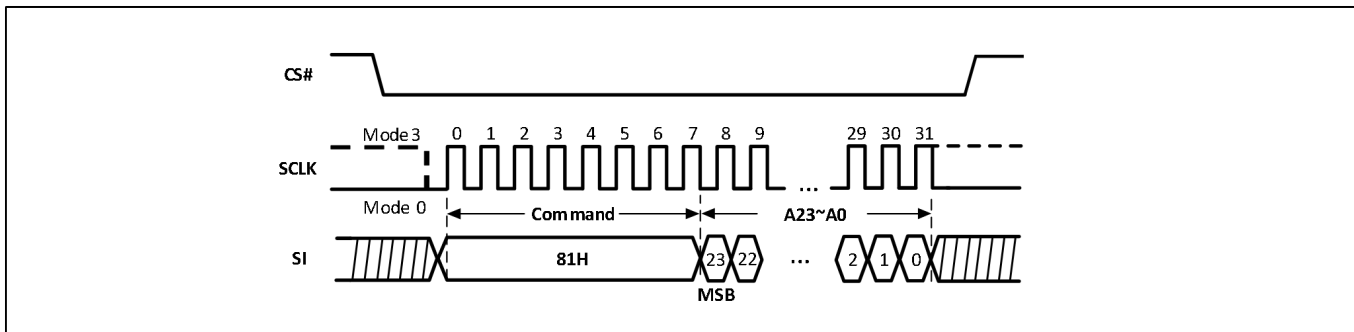 CS#
Mode 3 0 1 2 3 4 5 6 7 8 9 29 30 31
SCLK ...
Mode 0 Command A23~A0
SI 81H 23 22 ... 2 1 0
MSB